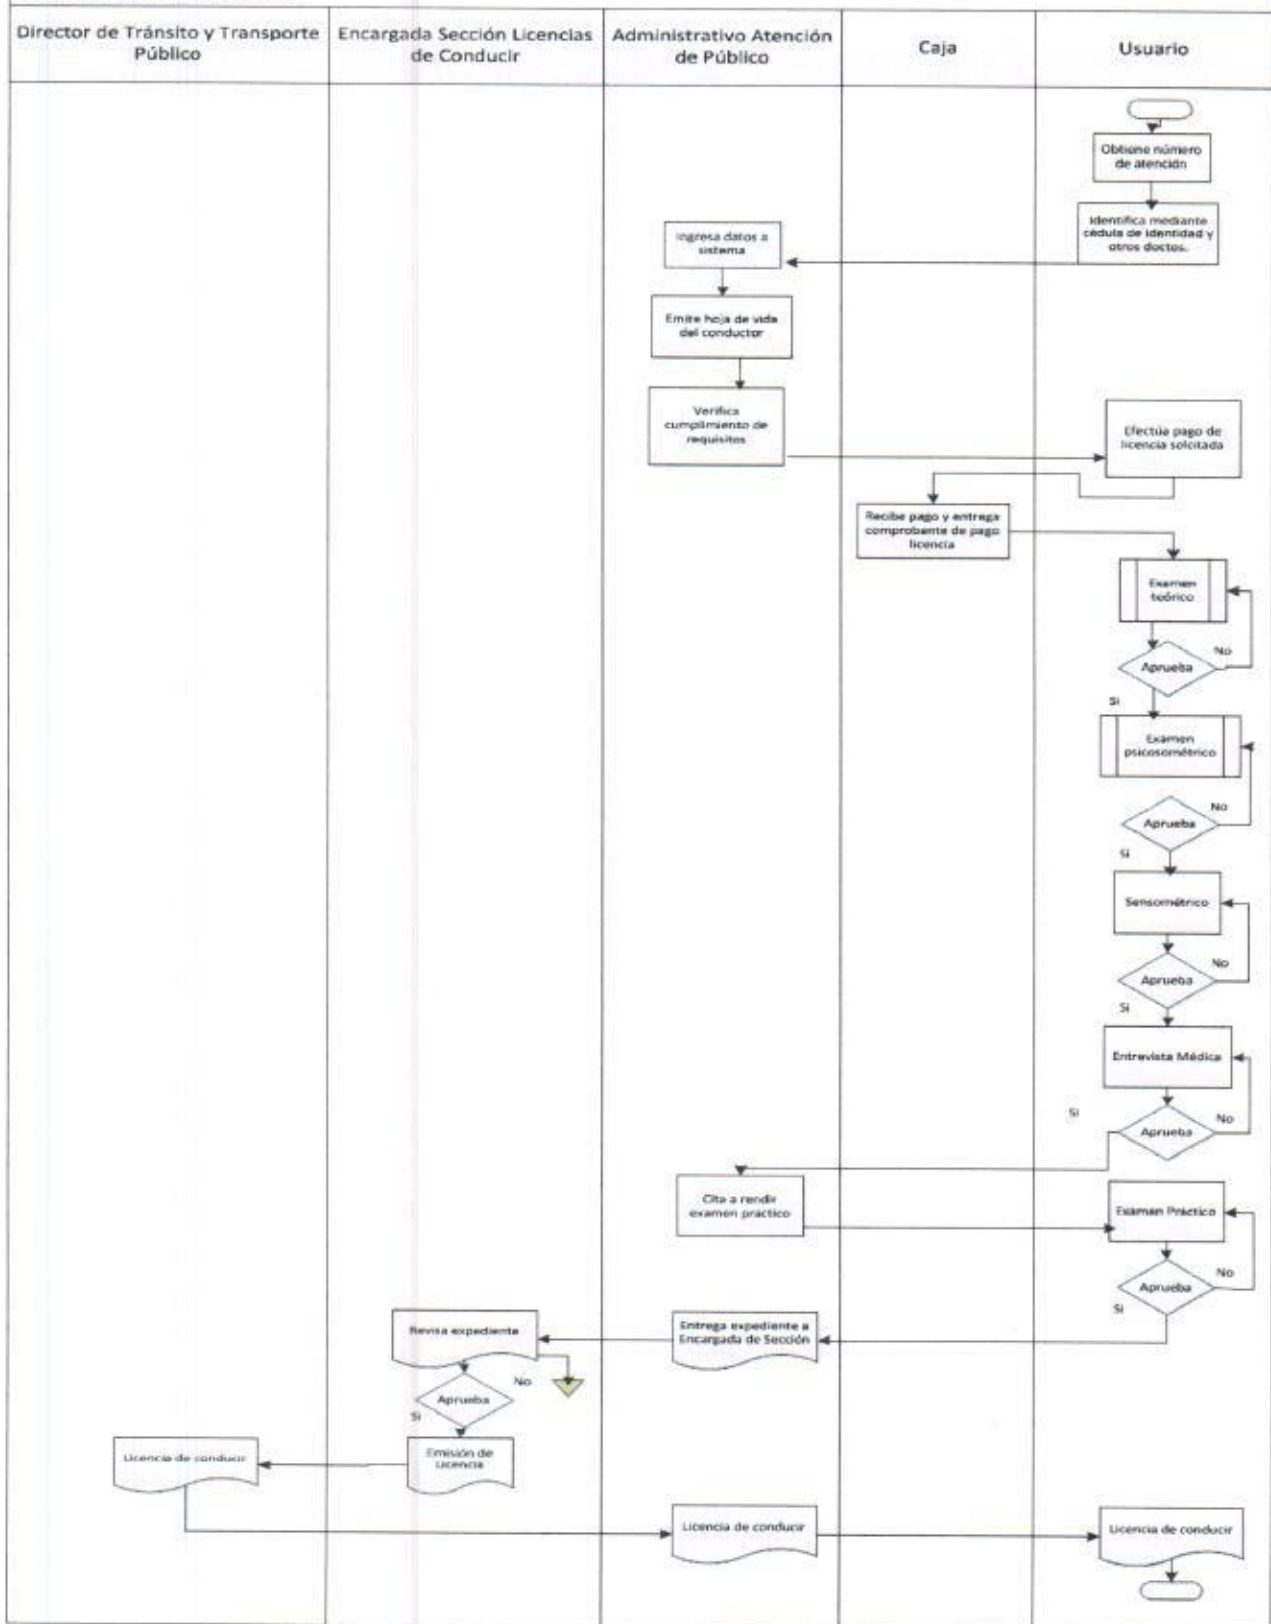 Director de Tránsito y Transporte
Público
Encargada Sección Licencias
de Conducir
Administrativo Atención
de Público
Caja
Usuario
Obtiene número
de atención
Identifica mediante
cédula de identidad y
otros doctos.
Ingresa datos a
sistema
Emite hoja de vida
del conductor
Verifica
cumplimiento de
requisitos
Efectúa pago de
licencia solcitada
Recibe pago y entrega
comprobante de pago
licencia
Examen
teórico
No
Aprueba
Si
Examen
psicosométrico
No
Aprueba
Si
Sensométrico
No
Aprueba
Si
Entrevista Médica
Si
No
Aprueba
Cita a rendir
examen practico
Examen Práctico
No
Aprueba
Si
Entrega expediente a
Encargada de Sección
Revisa expediente
No
Aprueba
Si
Emisión de
Licencia
Licencia de conducir
Licencia de conducir
Licencia de conducir